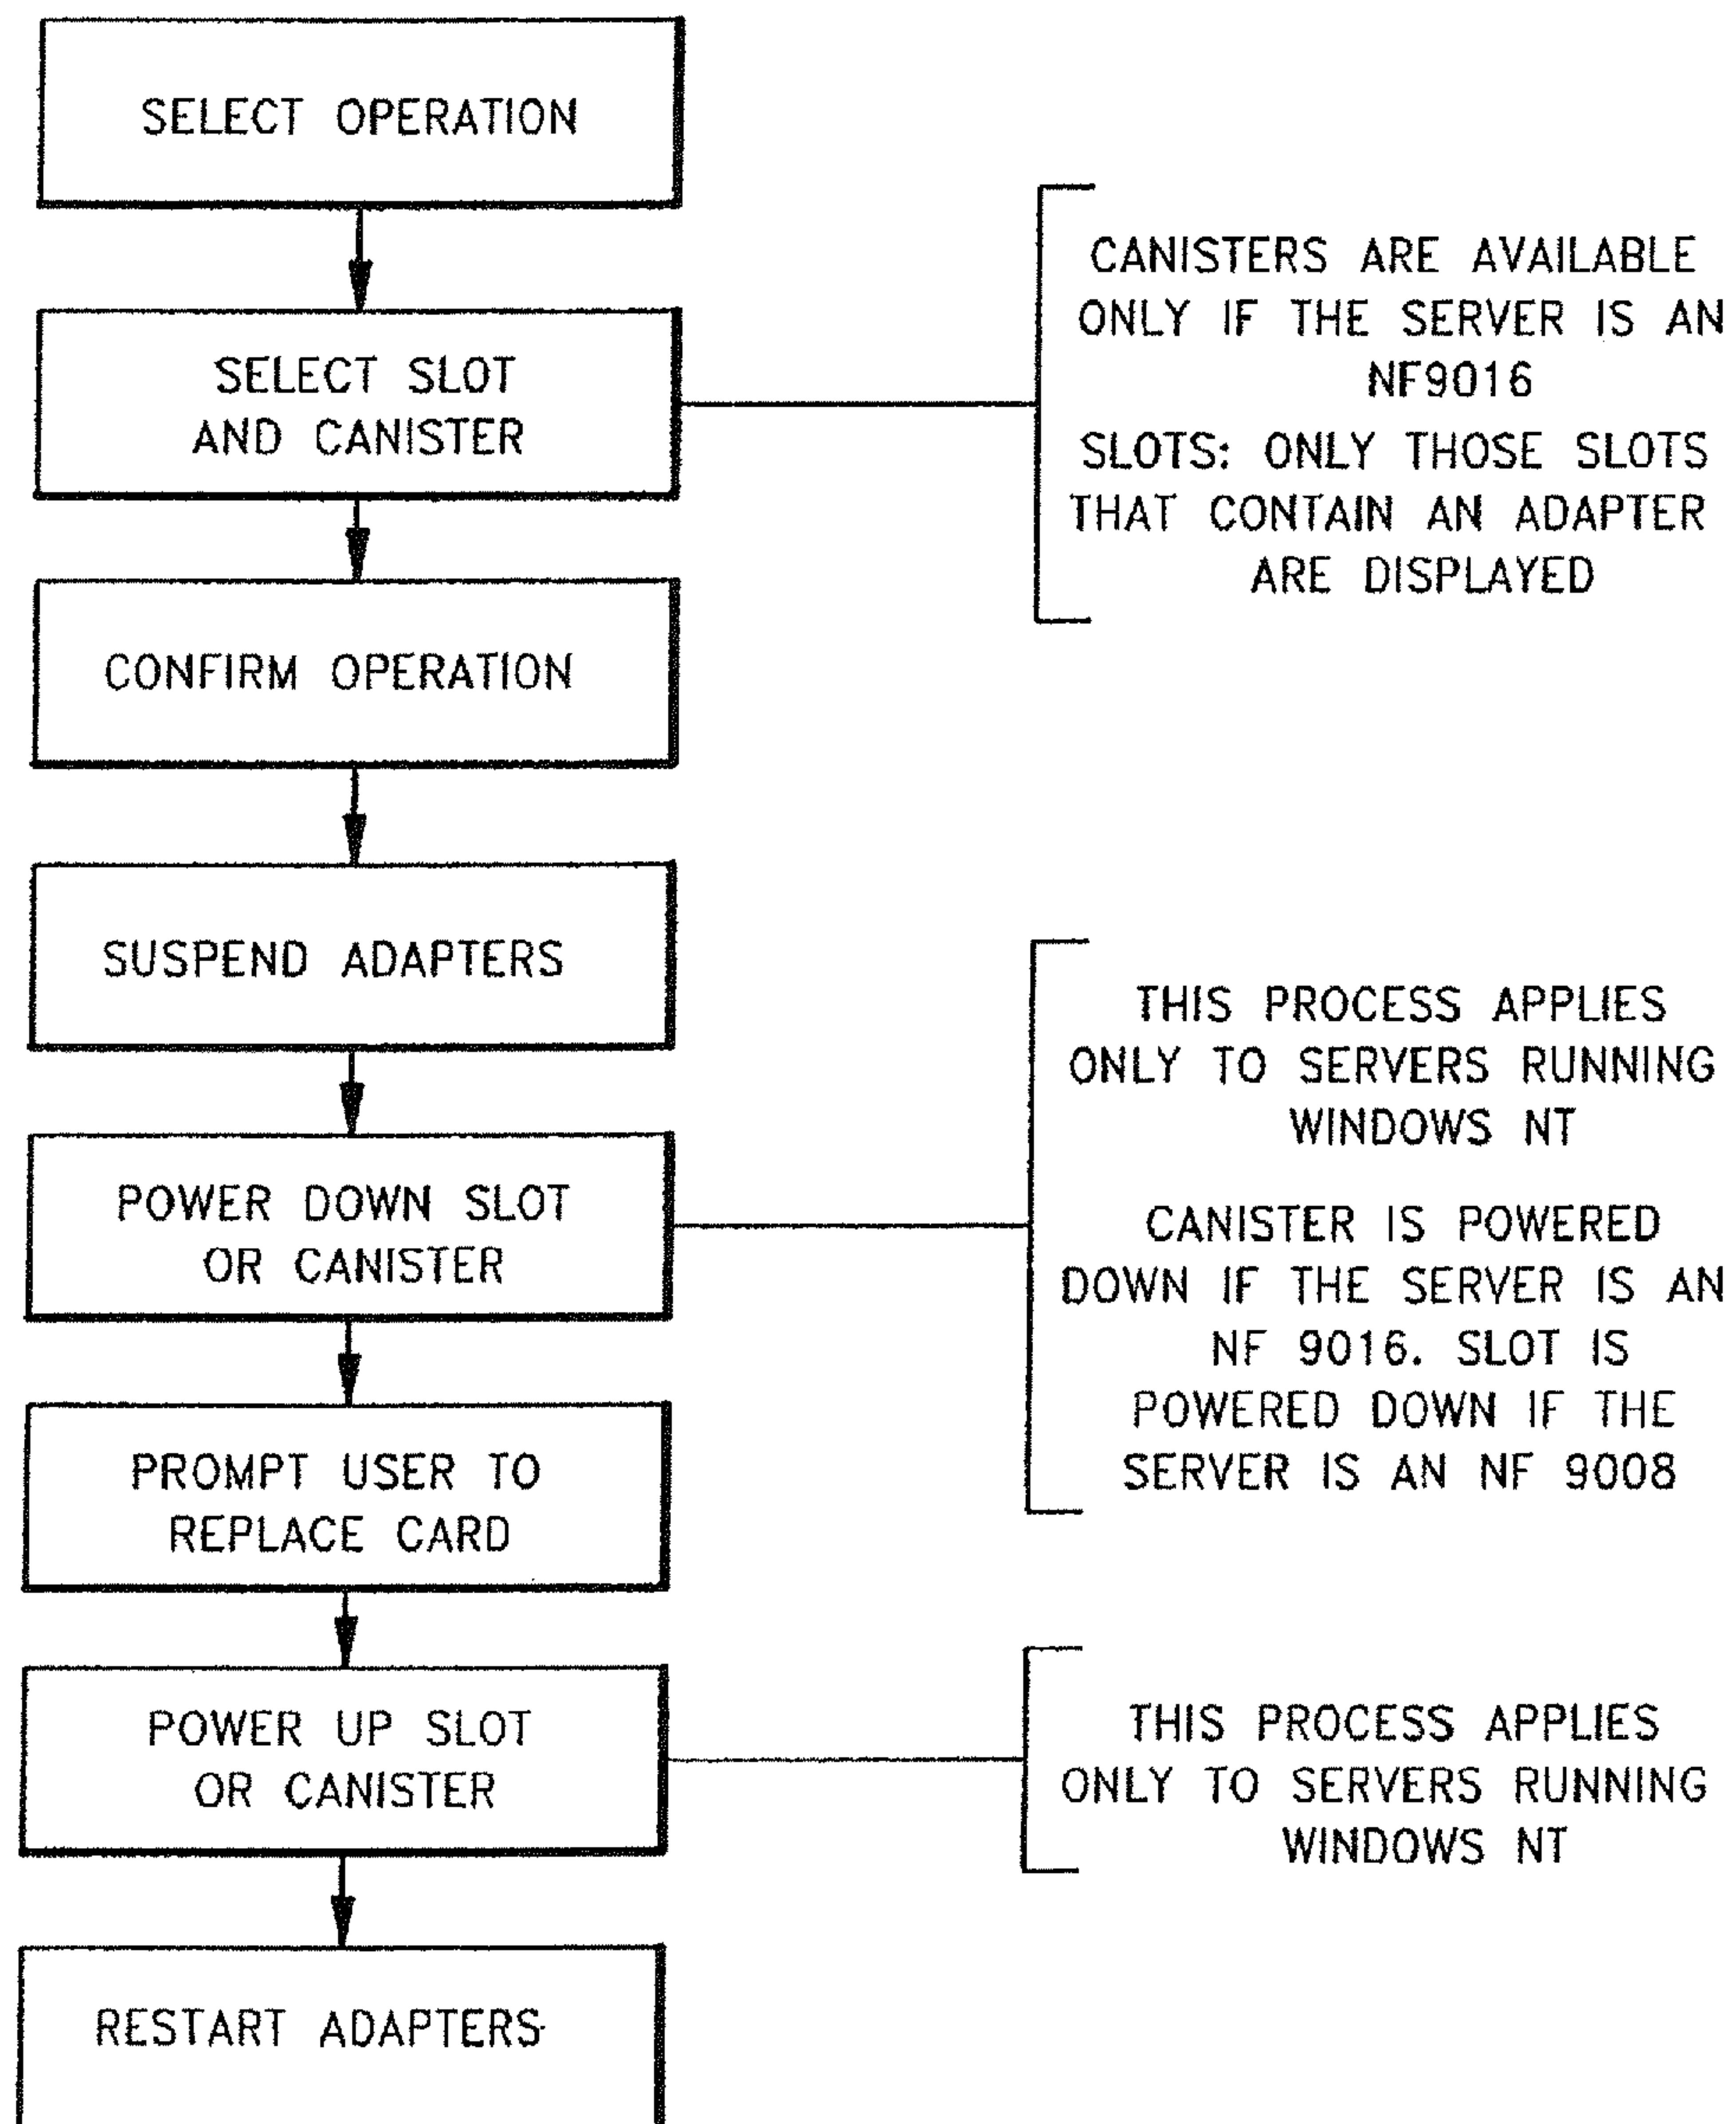 SELECT OPERATION
SELECT SLOT
AND CANISTER
CANISTERS ARE AVAILABLE
ONLY IF THE SERVER IS AN
NF9016
SLOTS: ONLY THOSE SLOTS
THAT CONTAIN AN ADAPTER
ARE DISPLAYED
CONFIRM OPERATION
SUSPEND ADAPTERS
POWER DOWN SLOT
OR CANISTER
THIS PROCESS APPLIES
ONLY TO SERVERS RUNNING
WINDOWS NT
CANISTER IS POWERED
DOWN IF THE SERVER IS AN
NF 9016. SLOT IS
POWERED DOWN IF THE
SERVER IS AN NF 9008
PROMPT USER TO
REPLACE CARD
POWER UP SLOT
OR CANISTER
THIS PROCESS APPLIES
ONLY TO SERVERS RUNNING
WINDOWS NT
RESTART ADAPTERS